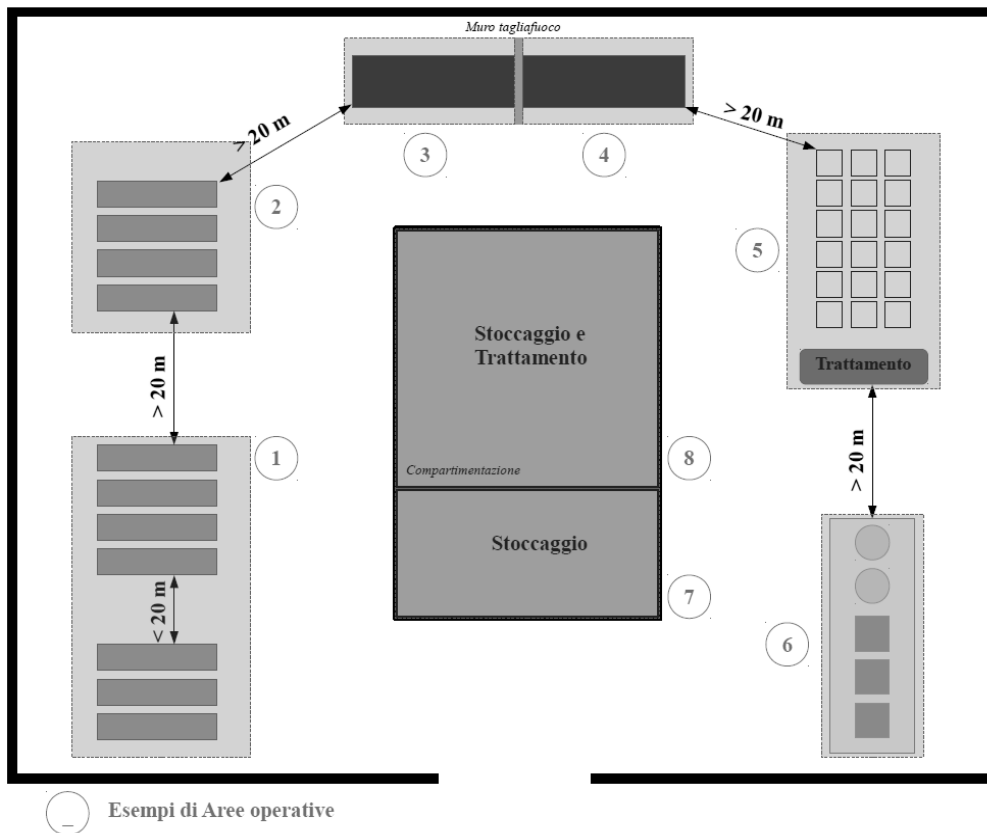 Muro tagliafuoco
> 20 m
> 20 m
3
4
2
5
Stoccaggio e
Trattamento
Trattamento
> 20 m
> 20 m
1
Compartimentazione
8
Stoccaggio
< 20 m
7
6
_
Esempi di Aree operative